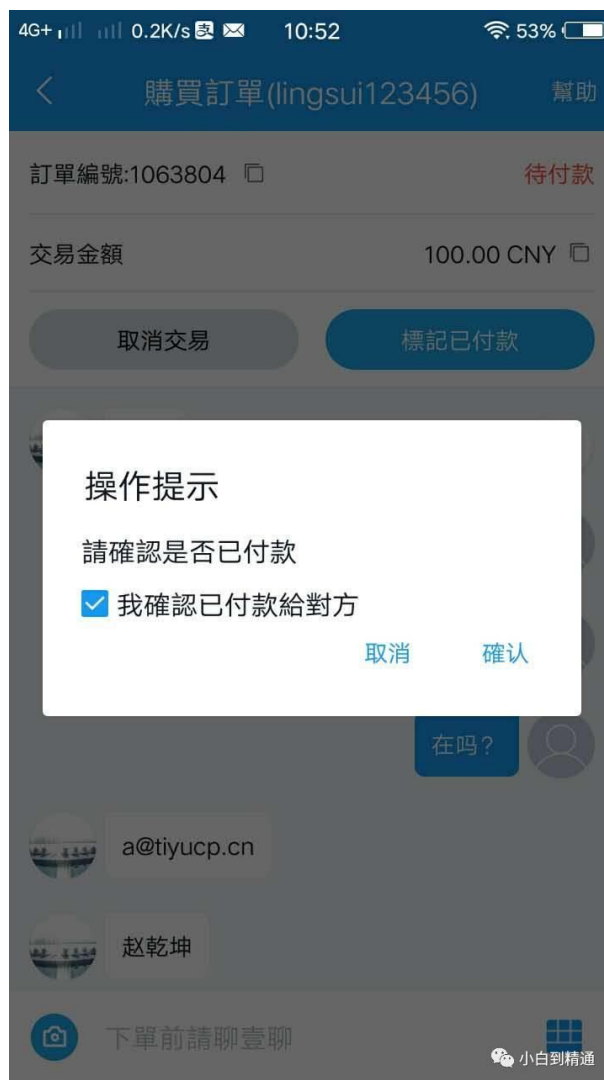 4G+ 0.2K/s 支 10:52 53%
購買訂單(lingsui123456) 幫助
訂單編號:1063804 待付款
交易金額 100.00 CNY
取消交易 標記已付款
操作提示
請確認是否已付款
我確認已付款給對方
取消 確认
在吗?
a@tiyucp.cn
赵乾坤
下單前請聊壹聊
小白到精通